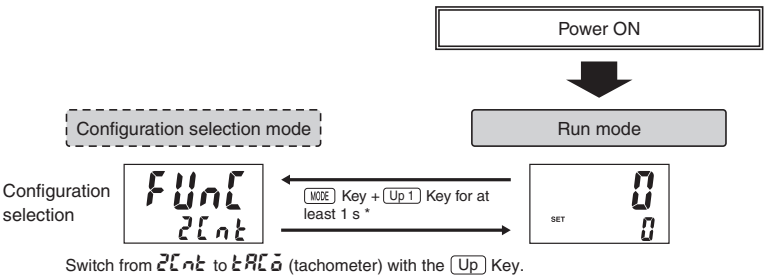 Power ON
Configuration selection mode
Run mode
Configuration
selection
FUnC
2Cnt
MODE Key + Up 1 Key for at
least 1 s *
0
SET
0
Switch from 2Cnt to tACo (tachometer) with the Up Key.